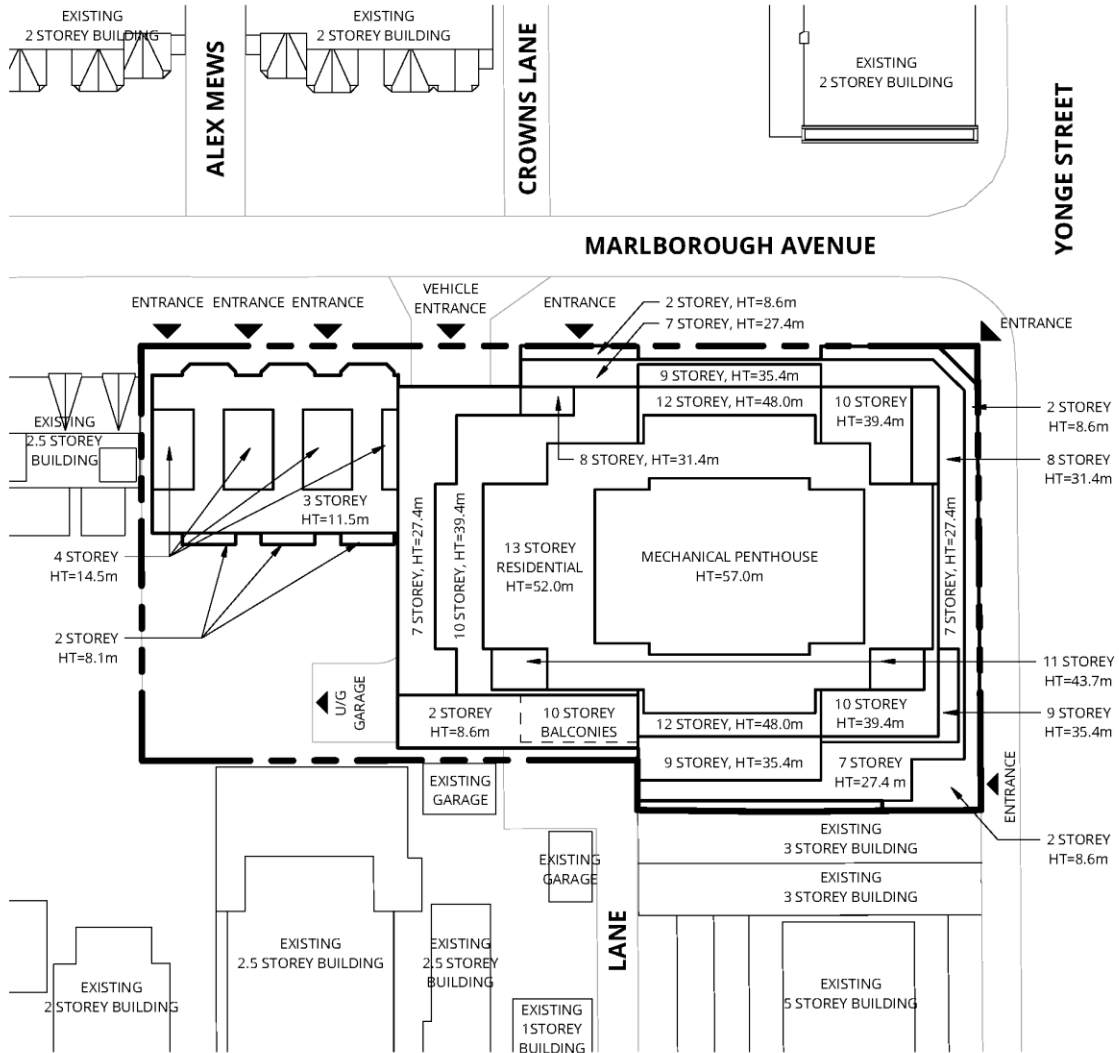 EXISTING
2 STOREY BUILDING
EXISTING
2 STOREY BUILDING
EXISTING
2 STOREY BUILDING
ALEX MEWS
CROWNS LANE
YONGE STREET
MARLBOROUGH AVENUE
ENTRANCE
ENTRANCE
ENTRANCE
VEHICLE
ENTRANCE
ENTRANCE
2 STOREY, HT=8.6m
7 STOREY, HT=27.4m
ENTRANCE
9 STOREY, HT=35.4m
12 STOREY, HT=48.0m
10 STOREY
HT=39.4m
2 STOREY
HT=8.6m
EXISTING
2.5 STOREY
BUILDING
8 STOREY, HT=31.4m
8 STOREY
HT=31.4m
3 STOREY
HT=11.5m
7 STOREY, HT=27.4m
10 STOREY, HT=39.4m
13 STOREY
RESIDENTIAL
HT=52.0m
MECHANICAL PENTHOUSE
HT=57.0m
7 STOREY, HT=27.4m
4 STOREY
HT=14.5m
2 STOREY
HT=8.1m
11 STOREY
HT=43.7m
U/G
GARAGE
2 STOREY
HT=8.6m
10 STOREY
BALCONIES
12 STOREY, HT=48.0m
10 STOREY
HT=39.4m
9 STOREY
HT=35.4m
9 STOREY, HT=35.4m
7 STOREY
HT=27.4 m
ENTRANCE
EXISTING
GARAGE
EXISTING
3 STOREY BUILDING
2 STOREY
HT=8.6m
EXISTING
GARAGE
EXISTING
3 STOREY BUILDING
LANE
EXISTING
2 STOREY BUILDING
EXISTING
2.5 STOREY BUILDING
EXISTING
2.5 STOREY
BUILDING
EXISTING
5 STOREY BUILDING
EXISTING
1STOREY
BUILDING